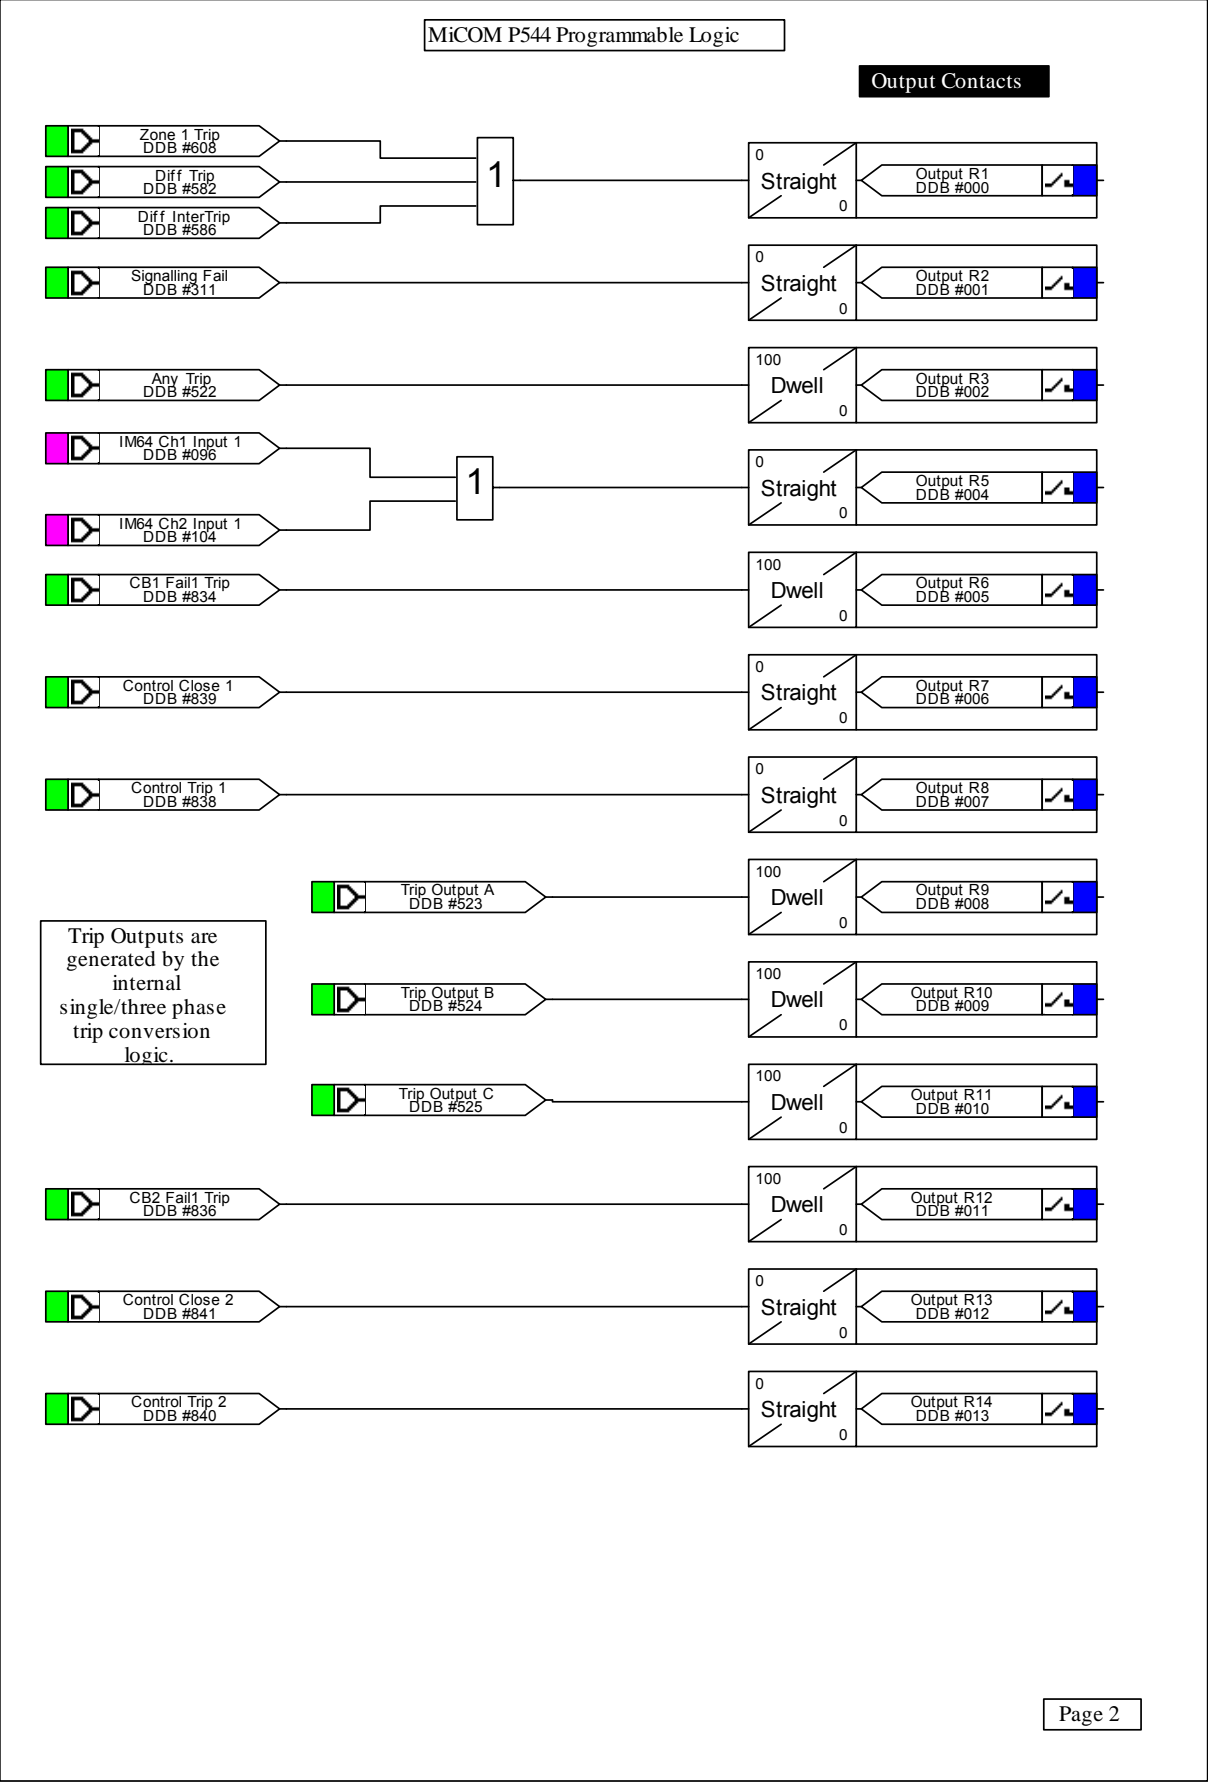 MiCOM P544 Programmable Logic
Output Contacts
Zone 1 Trip
DDB #608
Diff Trip
DDB #582
Diff InterTrip
DDB #586
1
0
Straight
0
Output R1
DDB #000
Signalling Fail
DDB #311
0
Straight
0
Output R2
DDB #001
Any Trip
DDB #522
100
Dwell
0
Output R3
DDB #002
IM64 Ch1 Input 1
DDB #096
IM64 Ch2 Input 1
DDB #104
1
0
Straight
0
Output R5
DDB #004
CB1 Fail1 Trip
DDB #834
100
Dwell
0
Output R6
DDB #005
Control Close 1
DDB #839
0
Straight
0
Output R7
DDB #006
Control Trip 1
DDB #838
0
Straight
0
Output R8
DDB #007
Trip Output A
DDB #523
100
Dwell
0
Output R9
DDB #008
Trip Outputs are
generated by the
internal
single/three phase
trip conversion
logic.
Trip Output B
DDB #524
100
Dwell
0
Output R10
DDB #009
Trip Output C
DDB #525
100
Dwell
0
Output R11
DDB #010
CB2 Fail1 Trip
DDB #836
100
Dwell
0
Output R12
DDB #011
Control Close 2
DDB #841
0
Straight
0
Output R13
DDB #012
Control Trip 2
DDB #840
0
Straight
0
Output R14
DDB #013
Page 2